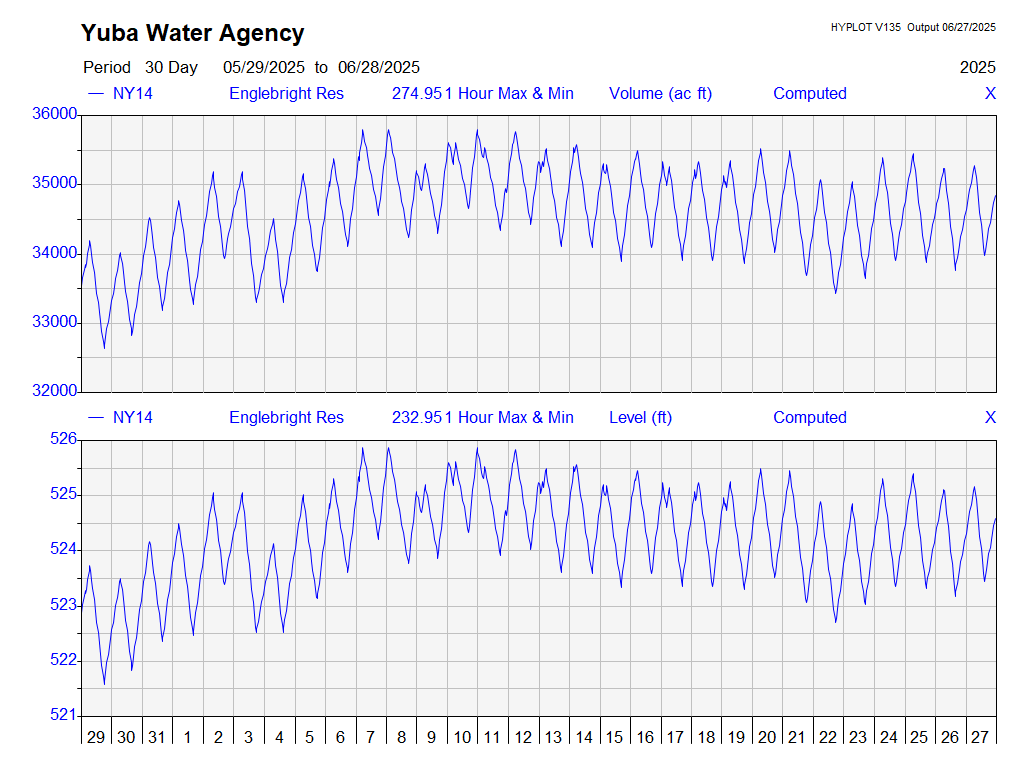 Yuba Water Agency
HYPLOT V135 Output 06/27/2025
Period 30 Day 05/29/2025 to 06/28/2025
2025
NY14 Englebright Res 274.951 Hour Max & Min Volume (ac ft) Computed X
36000
35000
34000
33000
32000
NY14 Englebright Res 232.951 Hour Max & Min Level (ft) Computed X
526
525
524
523
522
521
29 30 31 1 2 3 4 5 6 7 8 9 10 11 12 13 14 15 16 17 18 19 20 21 22 23 24 25 26 27